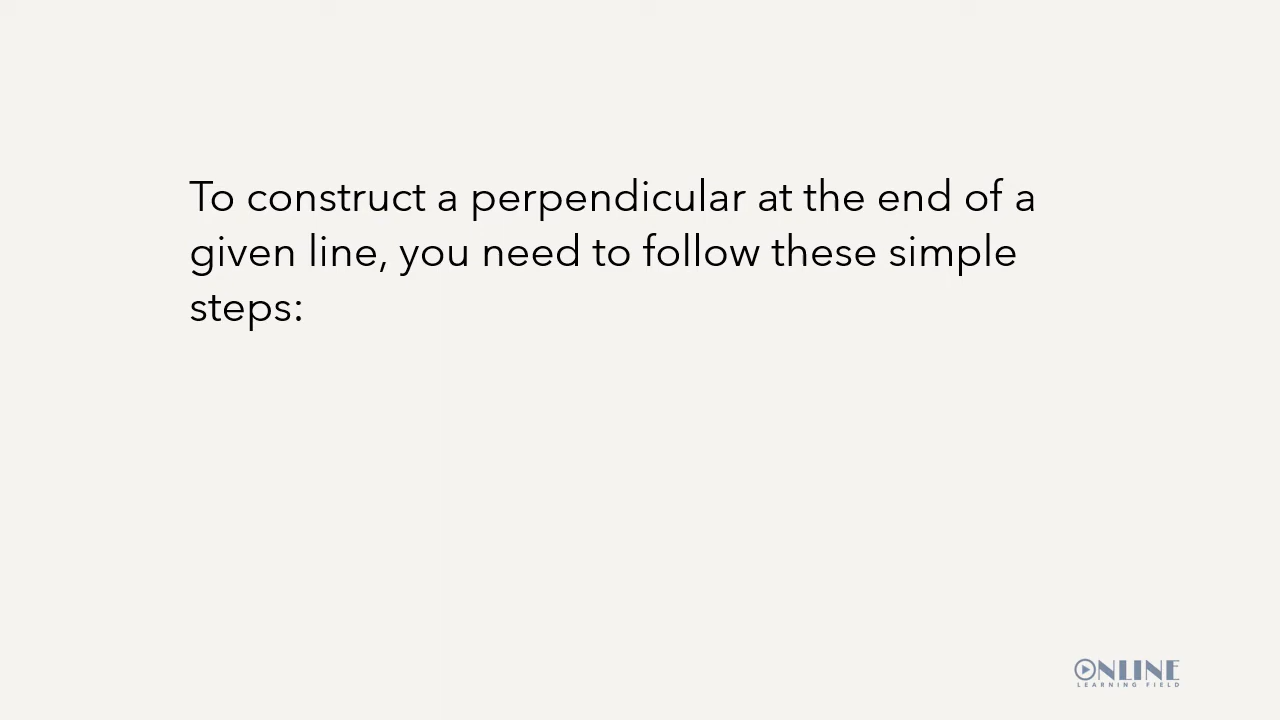 To construct a perpendicular at the end of a
given line, you need to follow these simple
steps:
ONLINE
LEARNING FIELD